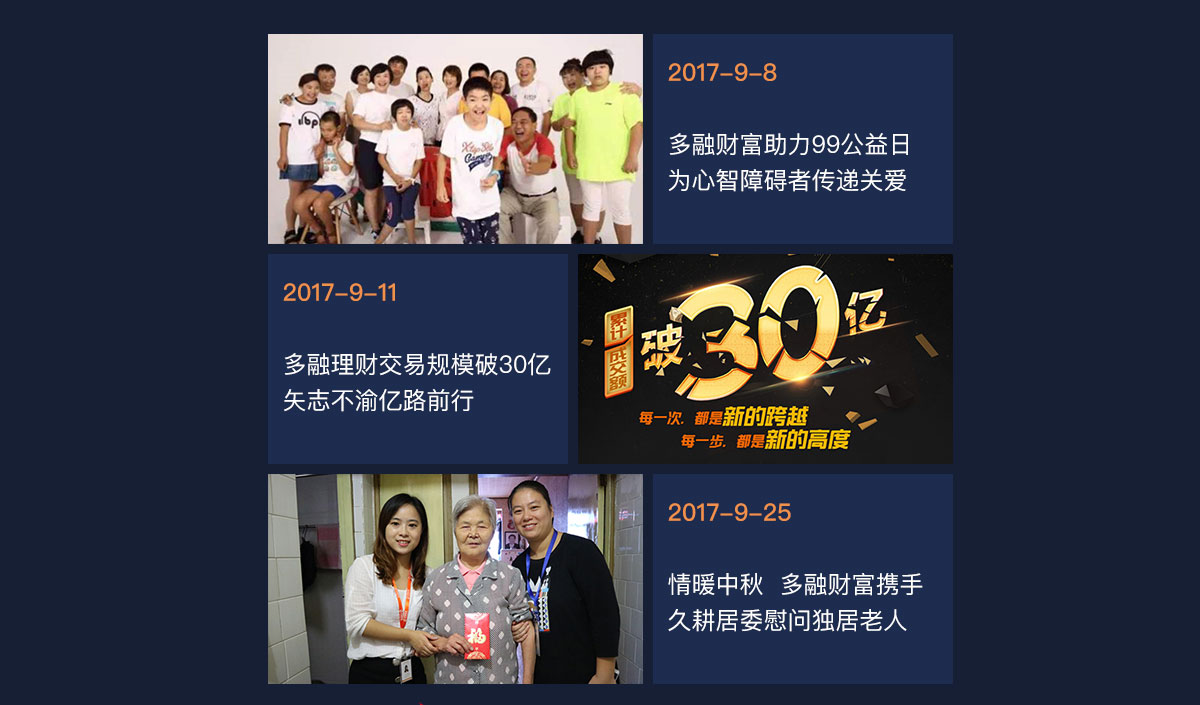 2017-9-8
多融财富助力99公益日
为心智障碍者传递关爱
2017-9-11
多融理财交易规模破30亿
矢志不渝亿路前行
累计成交额
破30亿
每一次，都是新的跨越
每一步，都是新的高度
2017-9-25
情暖中秋 多融财富携手
久耕居委慰问独居老人
福